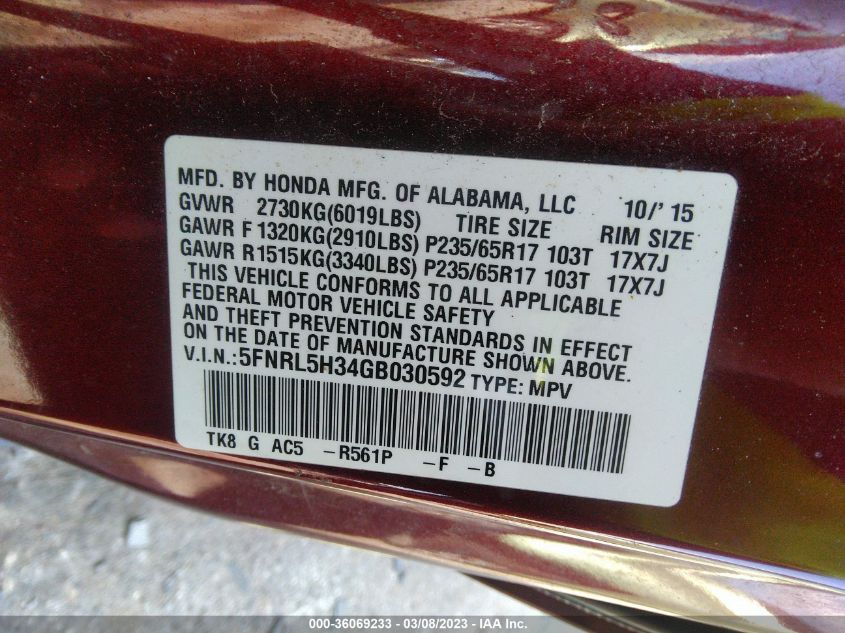 MFD. BY HONDA MFG. OF ALABAMA, LLC 10/' 15
GVWR 2730KG(6019LBS) TIRE SIZE RIM SIZE
GAWR F 1320KG(2910LBS) P235/65R17 103T 17X7J
GAWR R1515KG(3340LBS) P235/65R17 103T 17X7J
THIS VEHICLE CONFORMS TO ALL APPLICABLE
FEDERAL MOTOR VEHICLE SAFETY
AND THEFT PREVENTION STANDARDS IN EFFECT
ON THE DATE OF MANUFACTURE SHOWN ABOVE.
V.I.N.:5FNRL5H34GB030592 TYPE: MPV
TK8 G AC5 -R561P -F -B
000-36069233 - 03/08/2023 - IAA Inc.